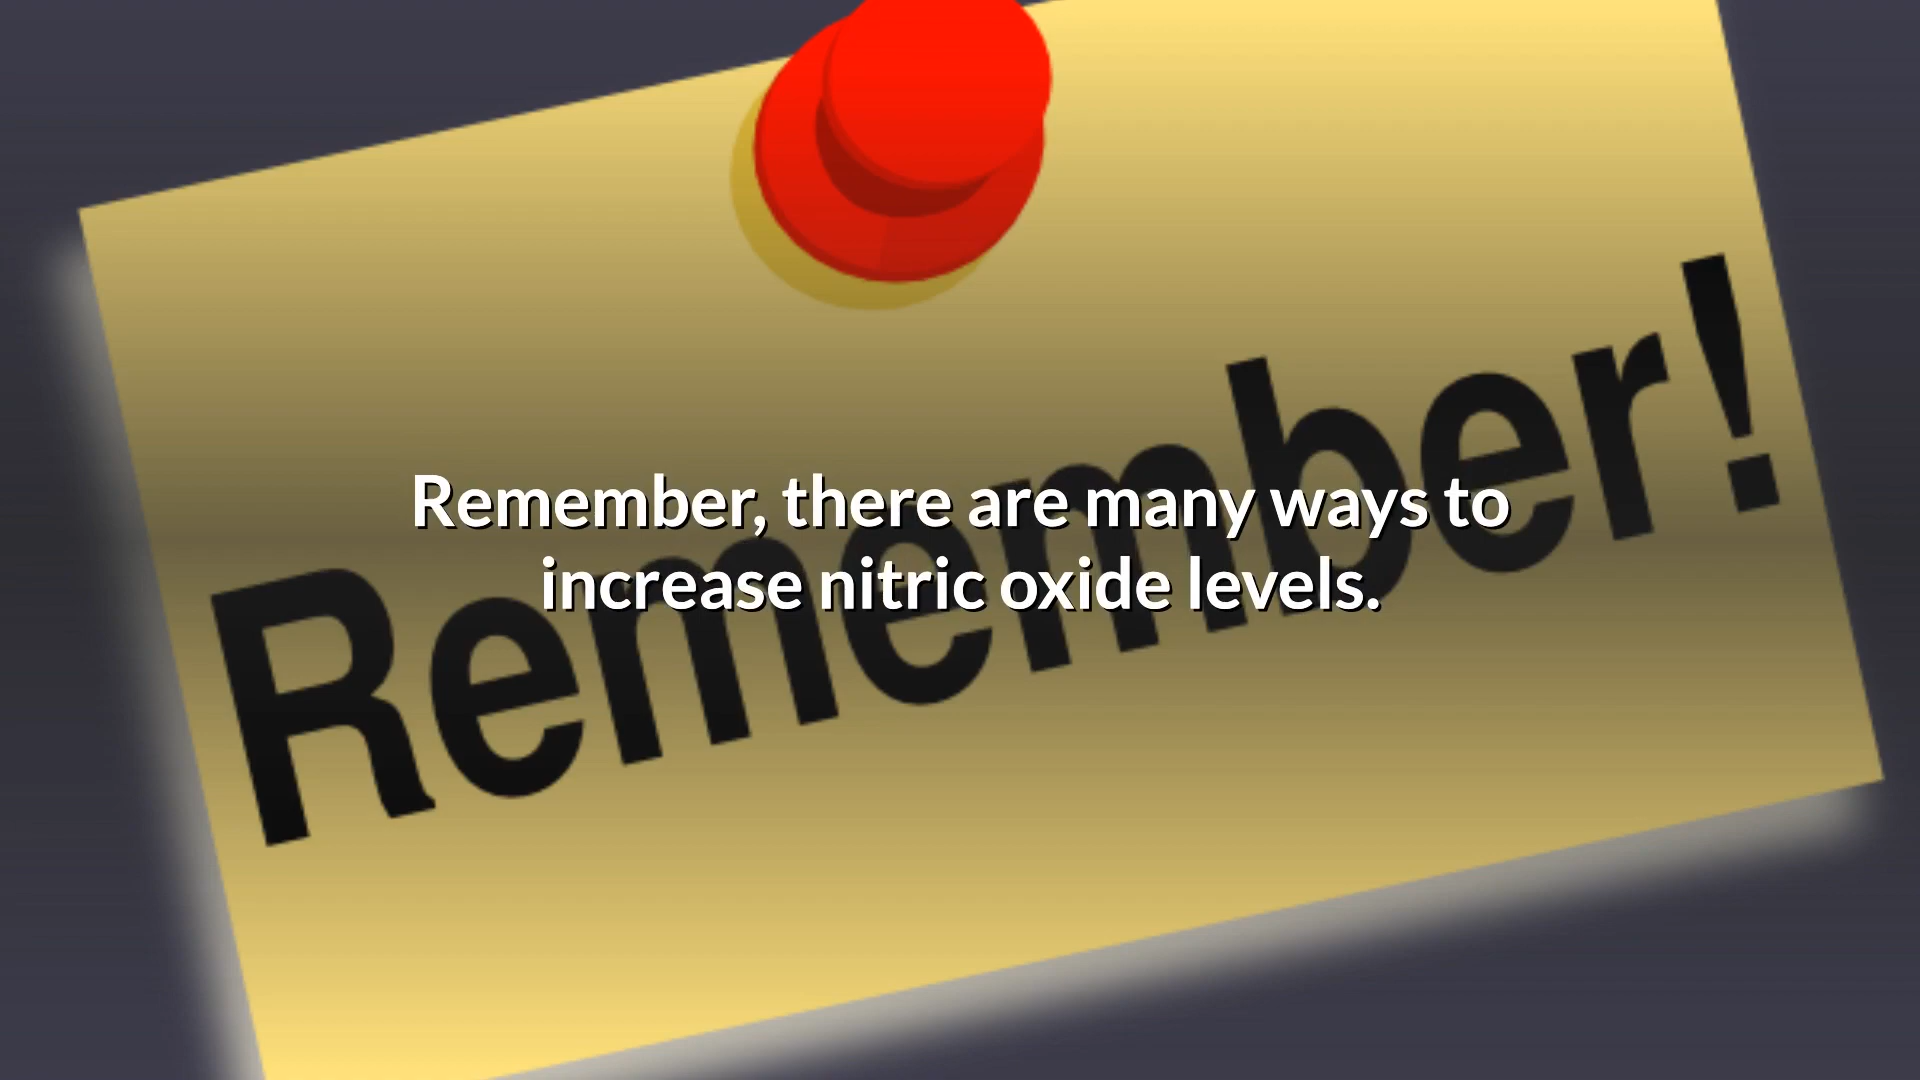 Remember!
Remember, there are many ways to
increase nitric oxide levels.